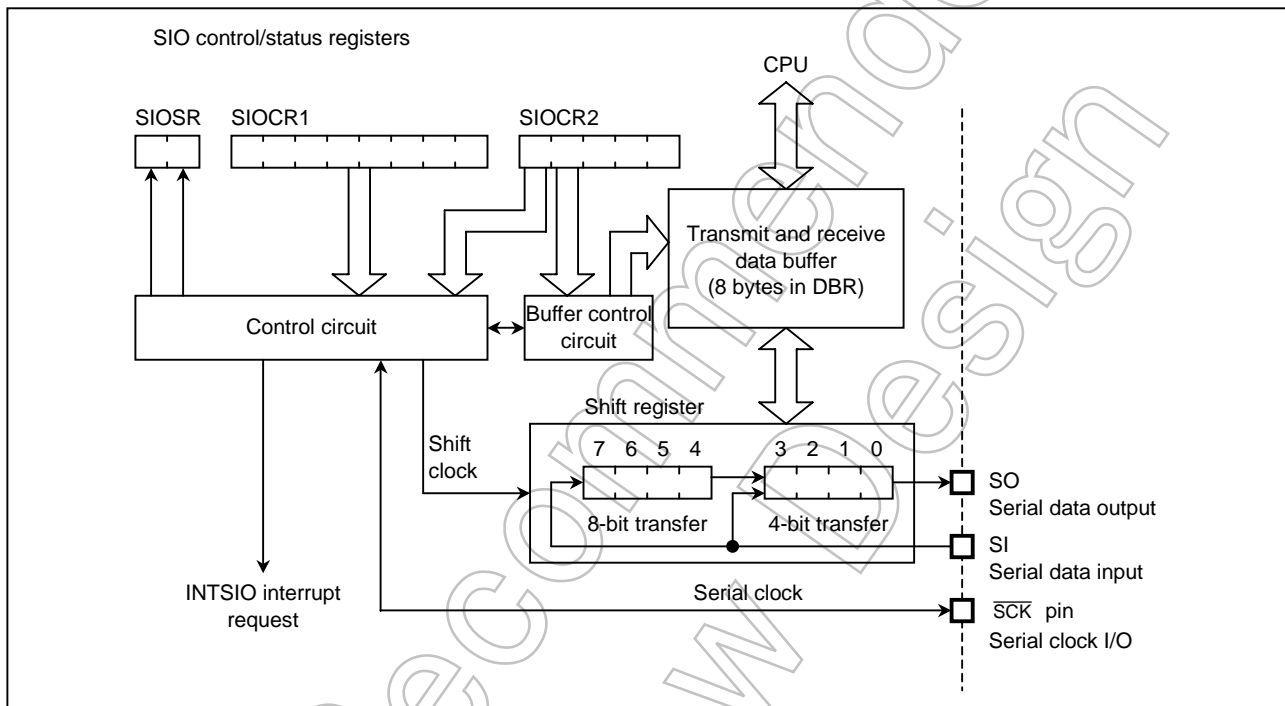 SIO control/status registers
CPU
SIOSR
SIOCR1
SIOCR2
Transmit and receive
data buffer
(8 bytes in DBR)
Control circuit
Buffer control
circuit
Shift register
Shift
clock
7 6 5 4
3 2 1 0
8-bit transfer
4-bit transfer
SO
Serial data output
SI
Serial data input
INTSIO interrupt
request
Serial clock
SCK pin
Serial clock I/O
ecommend
w Design